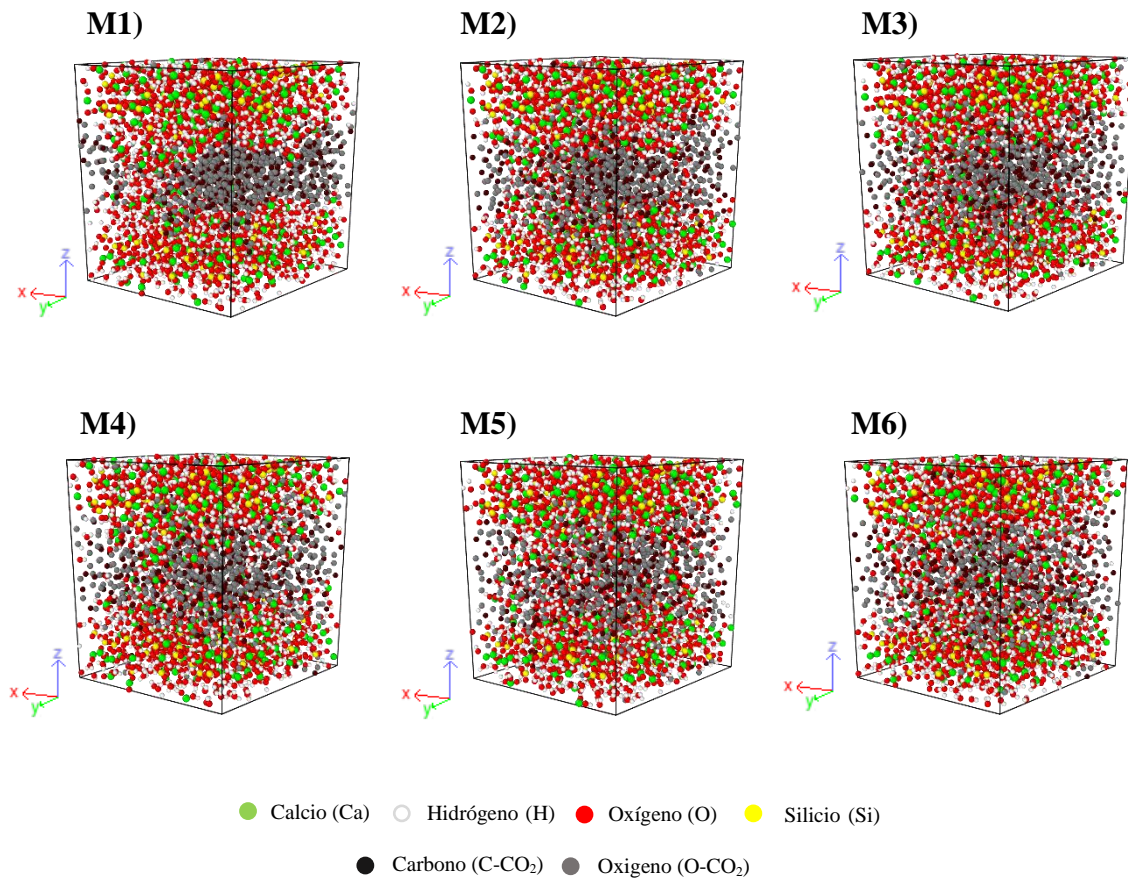 M1)
M2)
M3)
z
x
y
z
x
y
z
x
y
M4)
M5)
M6)
z
x
y
z
x
y
z
x
y
Calcio (Ca) Hidrógeno (H) Oxígeno (O) Silicio (Si)
Carbono (C-CO₂) Oxigeno (O-CO₂)